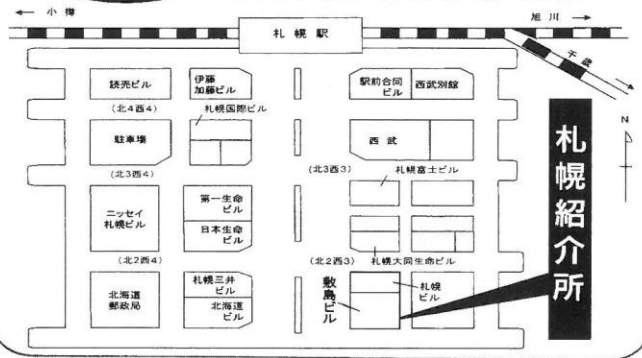 小樽
旭川
札幌駅
千歳
読売ビル
伊藤
加藤ビル
駅前合同
ビル
西武別館
(北4西4)
札幌国際ビル
N
駐車場
西武
(北3西4)
(北3西3)
札幌富士ビル
ニッセイ
札幌ビル
第一生命
ビル
日本生命
ビル
(北2西4)
(北2西3)
札幌大同生命ビル
北海道
郵政局
札幌三井
ビル
北海道
ビル
敷島ビル
札幌
ビル
札幌紹介所